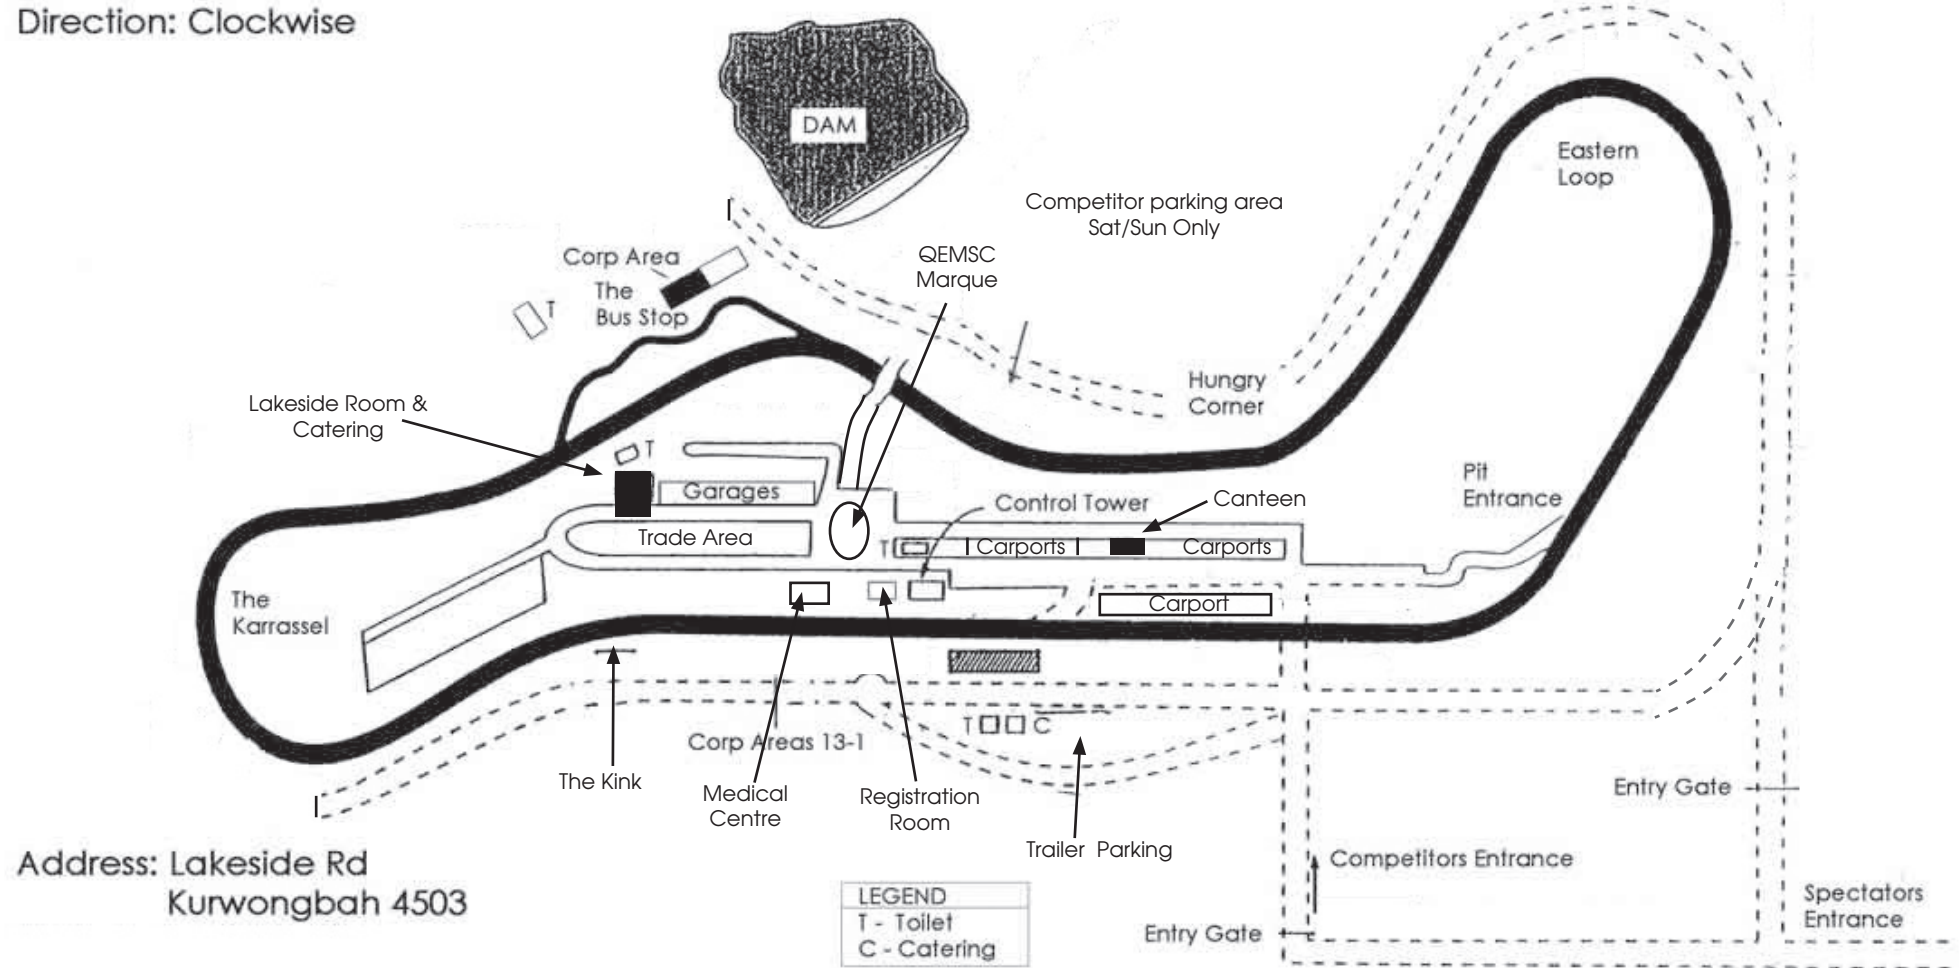 Direction: Clockwise
DAM
Eastern
Loop
Competitor parking area
Sat/Sun Only
QEMSC
Marque
Corp Area
The
Bus Stop
T
Hungry
Corner
Lakeside Room &
Catering
T
Garages
Pit
Entrance
Control Tower
Canteen
Trade Area
T
Carports
Carports
The
Karrassel
Carport
T
C
Corp Areas 13-1
The Kink
Medical
Centre
Registration
Room
Trailer Parking
Entry Gate
Address: Lakeside Rd
Kurwongbah 4503
Competitors Entrance
LEGEND
T - Toilet
C - Catering
Entry Gate
Spectators
Entrance